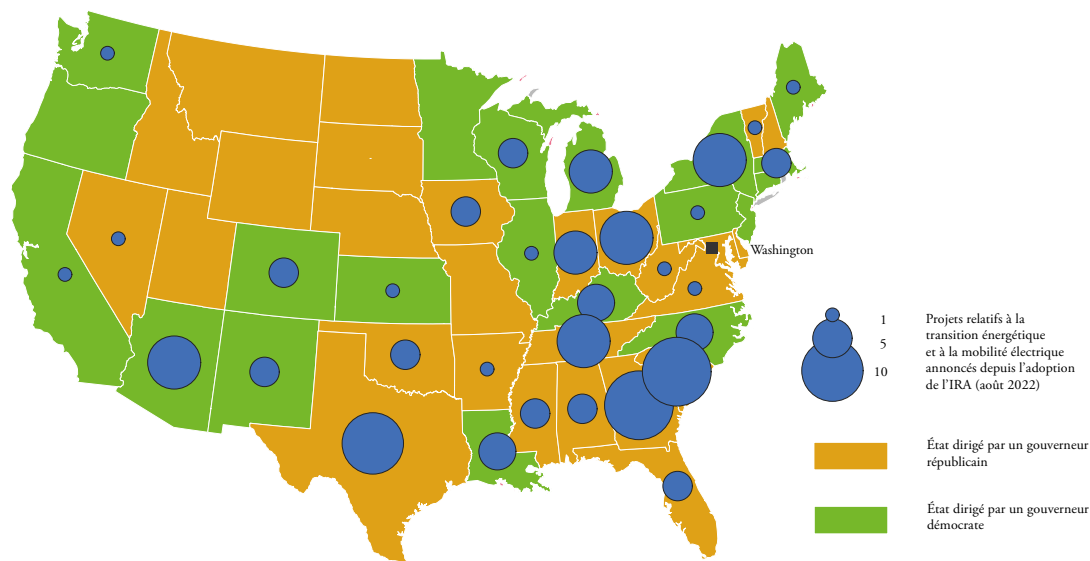 Washington
1
5
10
Projets relatifs à la
transition énergétique
et à la mobilité électrique
annoncés depuis l’adoption
de l’IRA (août 2022)
État dirigé par un gouverneur
républicain
État dirigé par un gouverneur
démocrate